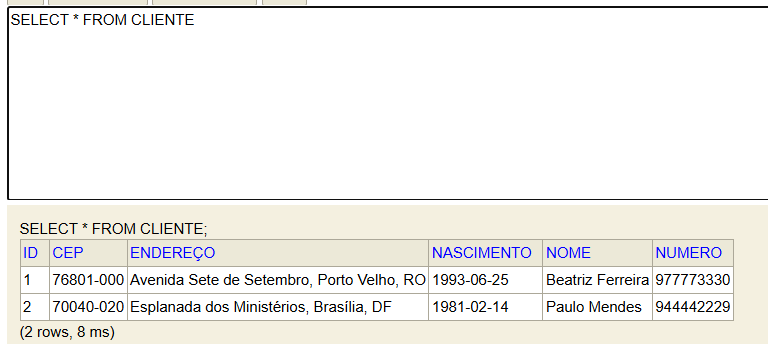 SELECT * FROM CLIENTE
SELECT * FROM CLIENTE;
ID CEP ENDEREÇO NASCIMENTO NOME NUMERO
1 76801-000 Avenida Sete de Setembro, Porto Velho, RO 1993-06-25 Beatriz Ferreira 977773330
2 70040-020 Esplanada dos Ministérios, Brasília, DF 1981-02-14 Paulo Mendes 944442229
(2 rows, 8 ms)